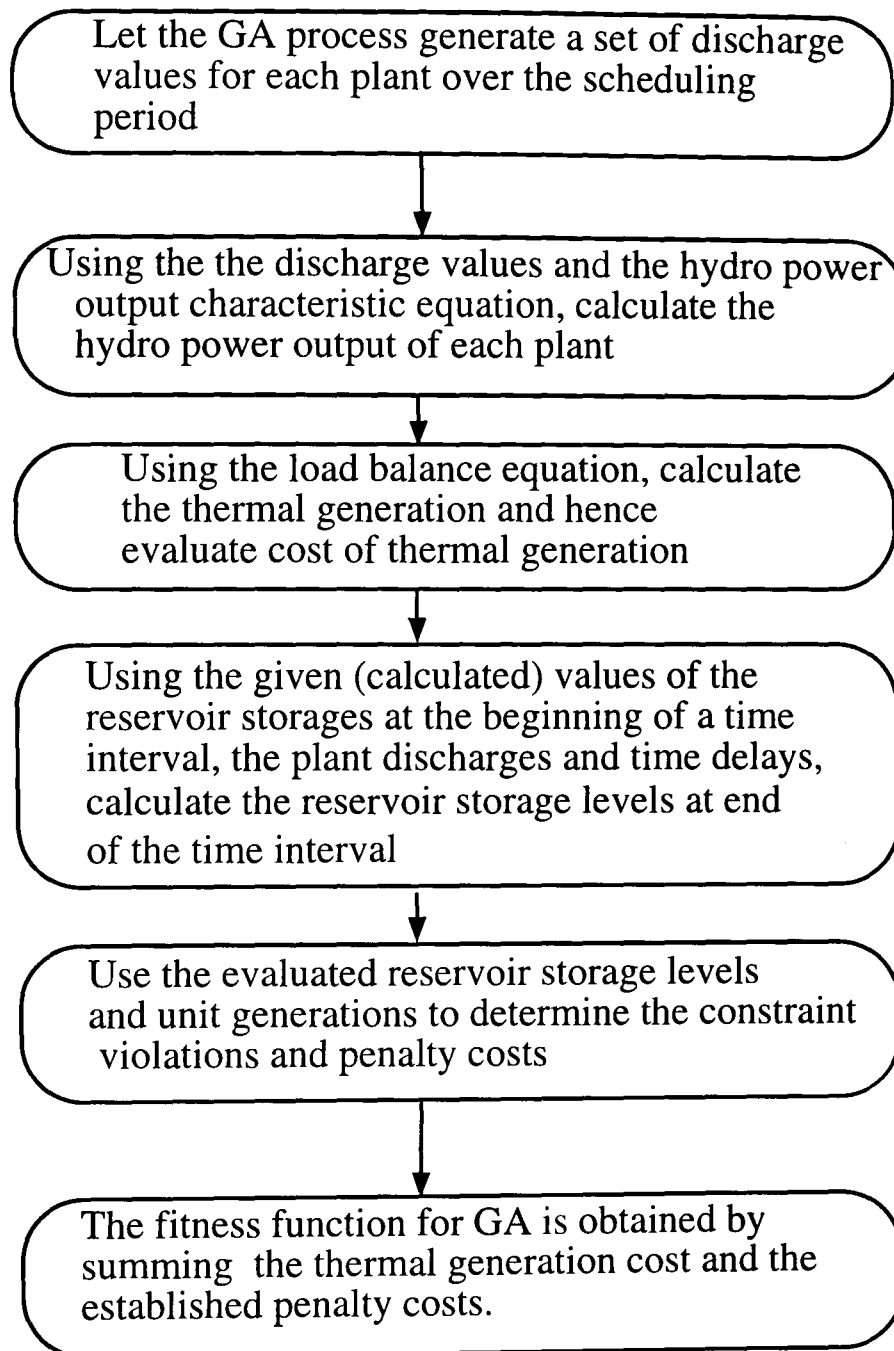 Let the GA process generate a set of discharge
values for each plant over the scheduling
period
Using the the discharge values and the hydro power
output characteristic equation, calculate the
hydro power output of each plant
Using the load balance equation, calculate
the thermal generation and hence
evaluate cost of thermal generation
Using the given (calculated) values of the
reservoir storages at the beginning of a time
interval, the plant discharges and time delays,
calculate the reservoir storage levels at end
of the time interval
Use the evaluated reservoir storage levels
and unit generations to determine the constraint
violations and penalty costs
The fitness function for GA is obtained by
summing the thermal generation cost and the
established penalty costs.